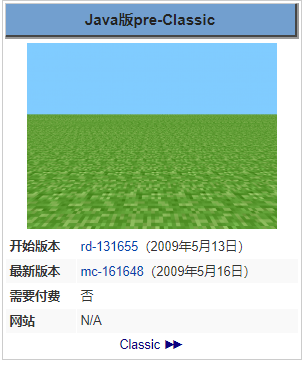 Java版pre-Classic
开始版本 rd-131655（2009年5月13日）
最新版本 mc-161648（2009年5月16日）
需要付费 否
网站 N/A
Classic